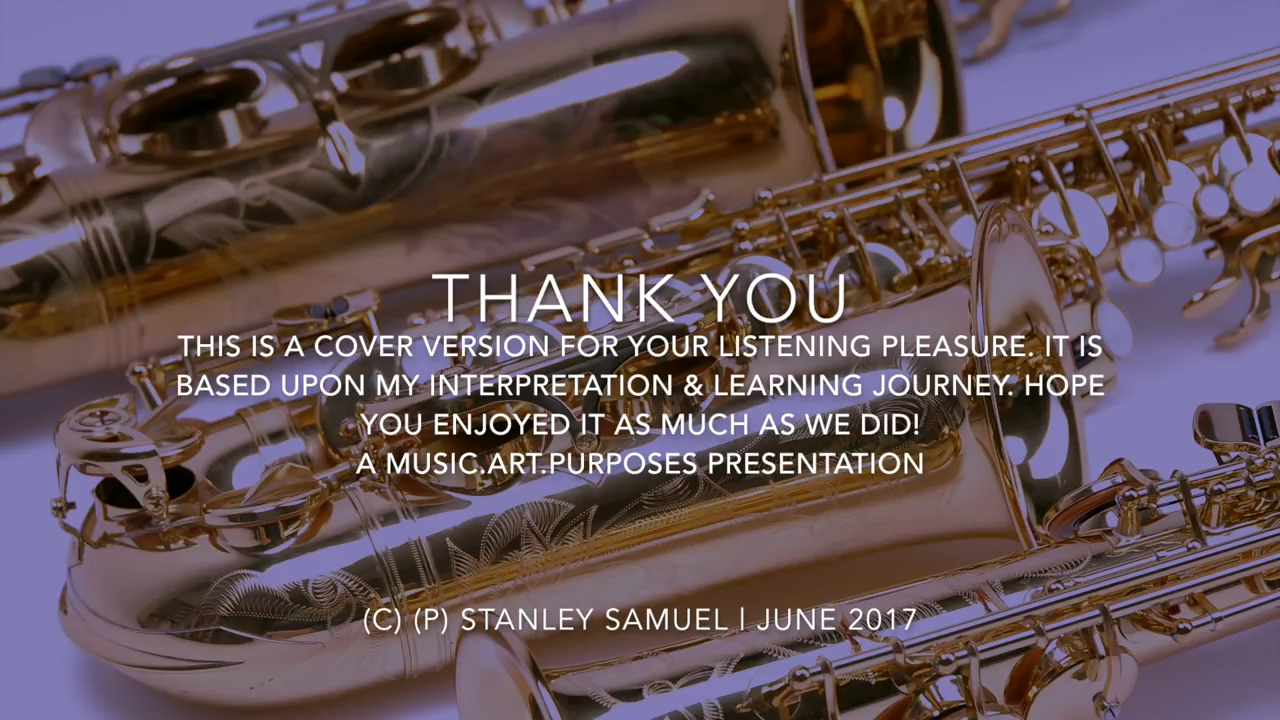 THANK YOU
THIS IS A COVER VERSION FOR YOUR LISTENING PLEASURE. IT IS
BASED UPON MY INTERPRETATION & LEARNING JOURNEY. HOPE
YOU ENJOYED IT AS MUCH AS WE DID!
A MUSIC.ART.PURPOSES PRESENTATION
(C) (P) STANLEY SAMUEL | JUNE 2017